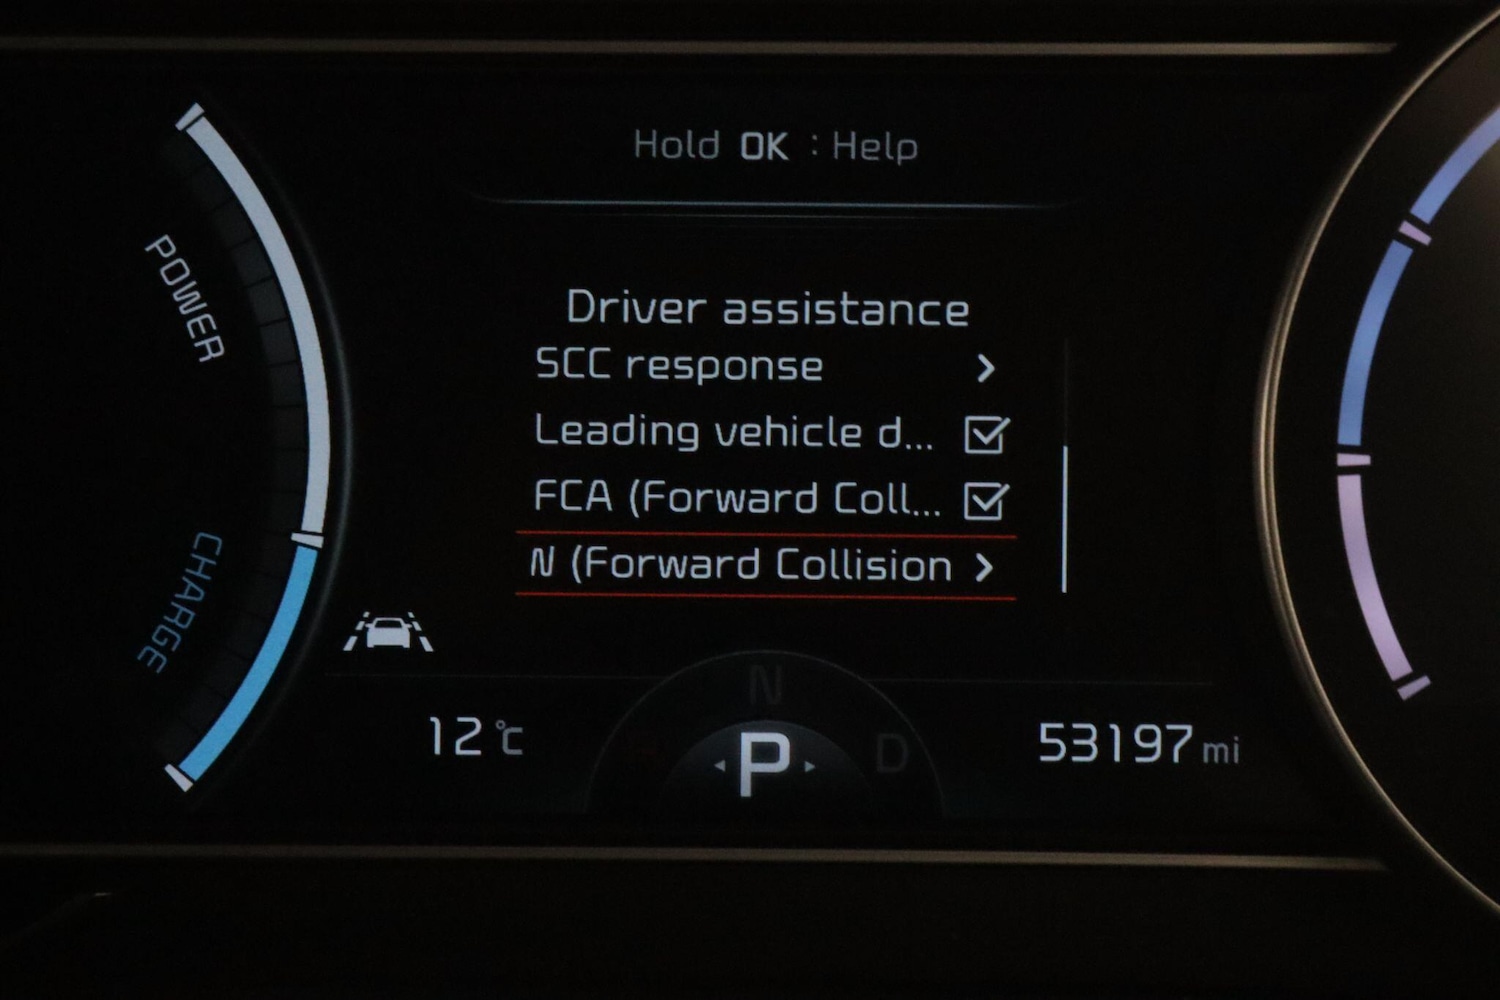 Hold OK : Help
Driver assistance
SCC response
Leading vehicle d...
FCA (Forward Coll...
N (Forward Collision
POWER
CHARGE
N
12 °C
P
D
53197 mi